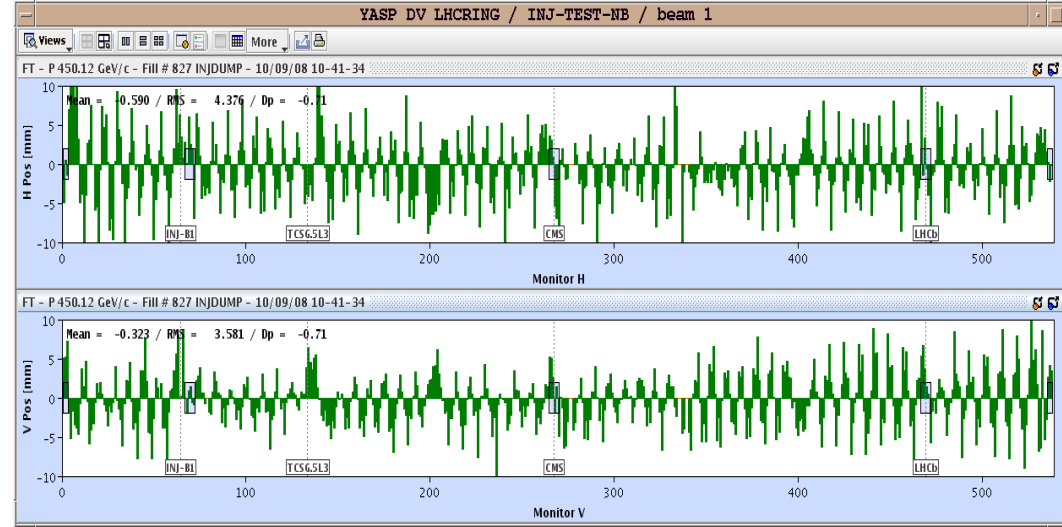 YASP DV LHCRING / INJ-TEST-NB / beam 1
Views More
FT - P 450.12 GeV/c - Fill # 827 INJDUMP - 10/09/08 10-41-34
Mean = -0.590 / RMS = 4.376 / Dp = -0.71
H Pos [mm]
10
5
0
-5
-10
INJ-B1 TCSG.5L3 CMS LHCb
0 100 200 300 400 500
Monitor H
FT - P 450.12 GeV/c - Fill # 827 INJDUMP - 10/09/08 10-41-34
Mean = -0.323 / RMS = 3.581 / Dp = -0.71
V Pos [mm]
10
5
0
-5
-10
INJ-B1 TCSG.5L3 CMS LHCb
0 100 200 300 400 500
Monitor V